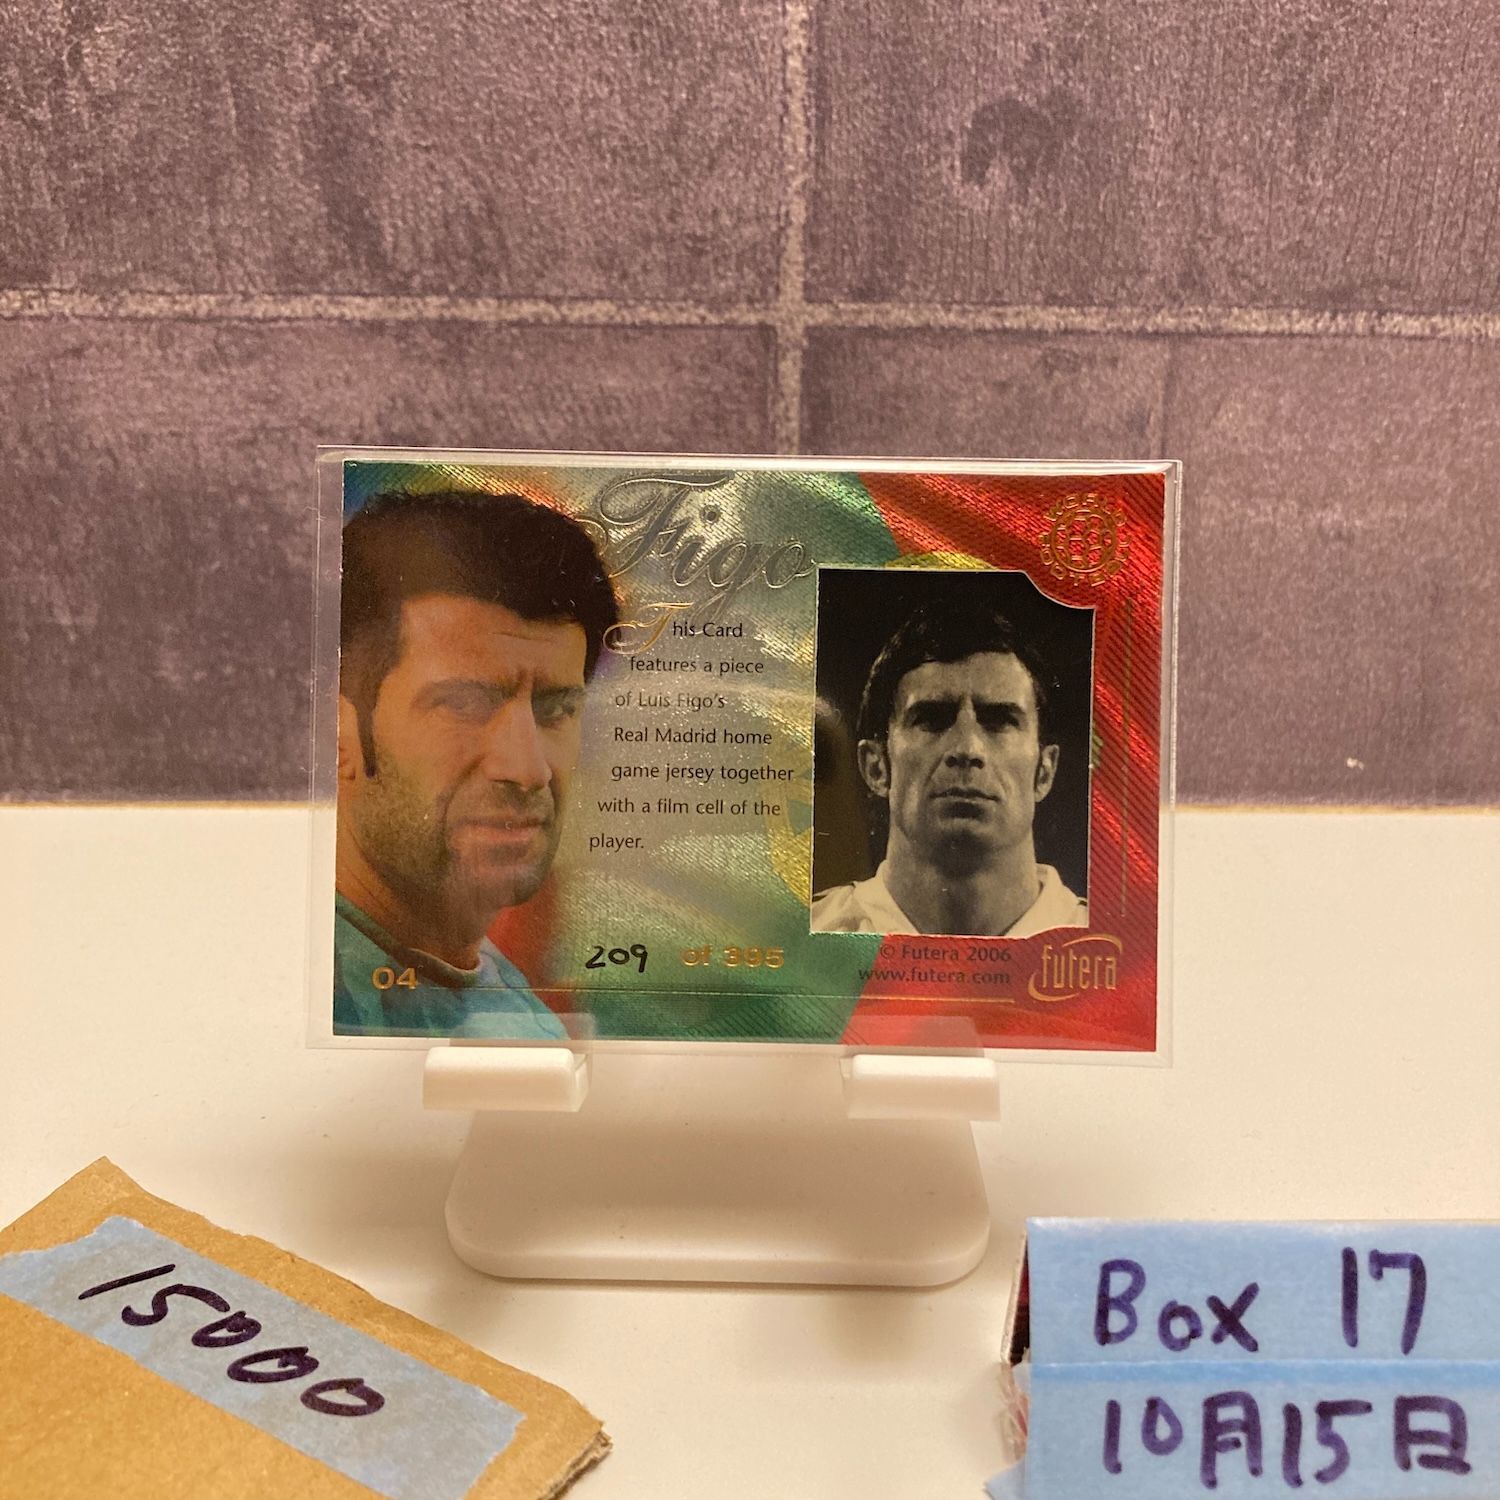 Figo
WORLD
FOOTBALL
This Card
features a piece
of Luis Figo's
Real Madrid home
game jersey together
with a film cell of the
player.
209 of 395
04
© Futera 2006
www.futera.com
futera
15000
Box 17
10月15日